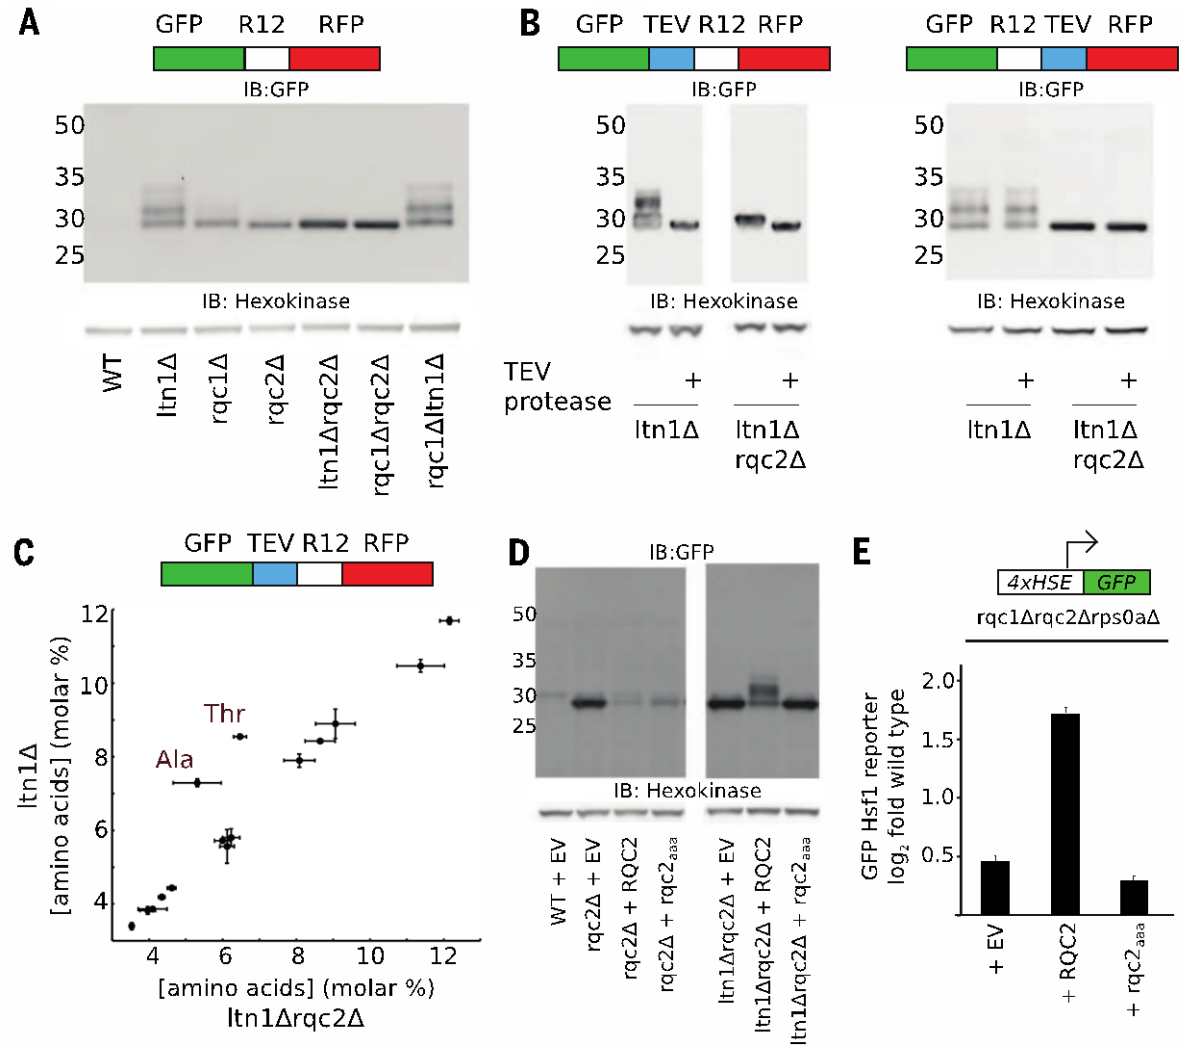 A
GFP R12 RFP
IB:GFP
50
35
30
25
IB: Hexokinase
WT
ltn1Δ
rqc1Δ
rqc2Δ
ltn1Δrqc2Δ
rqc1Δrqc2Δ
rqc1Δltn1Δ
B
GFP TEV R12 RFP
IB:GFP
50
35
30
25
IB: Hexokinase
GFP R12 TEV RFP
IB:GFP
50
35
30
25
IB: Hexokinase
TEV
protease
+ + + +
ltn1Δ
ltn1Δ
rqc2Δ
ltn1Δ
ltn1Δ
rqc2Δ
C
GFP TEV R12 RFP
ltn1Δ
[amino acids] (molar %)
12
10
8
6
4
Thr
Ala
4 6 8 10 12
[amino acids] (molar %)
ltn1Δrqc2Δ
D
IB:GFP
50
35
30
25
IB: Hexokinase
WT + EV
rqc2Δ + EV
rqc2Δ + RQC2
rqc2Δ + rqc2aaa
ltn1Δrqc2Δ + EV
ltn1Δrqc2Δ + RQC2
ltn1Δrqc2Δ + rqc2aaa
E
4xHSE GFP
rqc1Δrqc2Δrps0aΔ
GFP Hsf1 reporter
log2 fold wild type
2.0
1.5
1.0
0.5
+ EV
+ RQC2
+ rqc2aaa